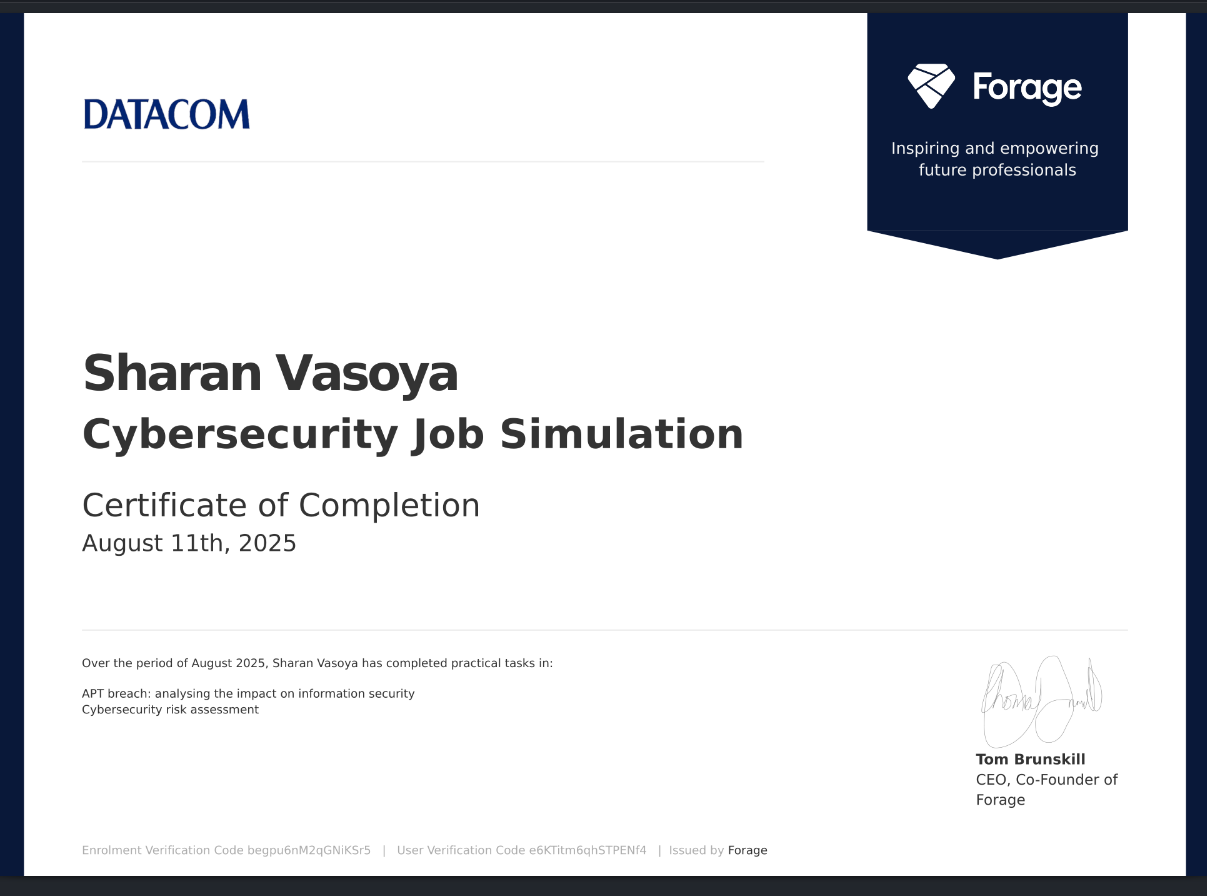 DATACOM
Forage
Inspiring and empowering
future professionals
Sharan Vasoya
Cybersecurity Job Simulation
Certificate of Completion
August 11th, 2025
Over the period of August 2025, Sharan Vasoya has completed practical tasks in:
APT breach: analysing the impact on information security
Cybersecurity risk assessment
Tom Brunskill
CEO, Co-Founder of
Forage
Enrolment Verification Code begpu6nM2qGNiKSr5 | User Verification Code e6KTitm6qhSTPENf4 | Issued by Forage